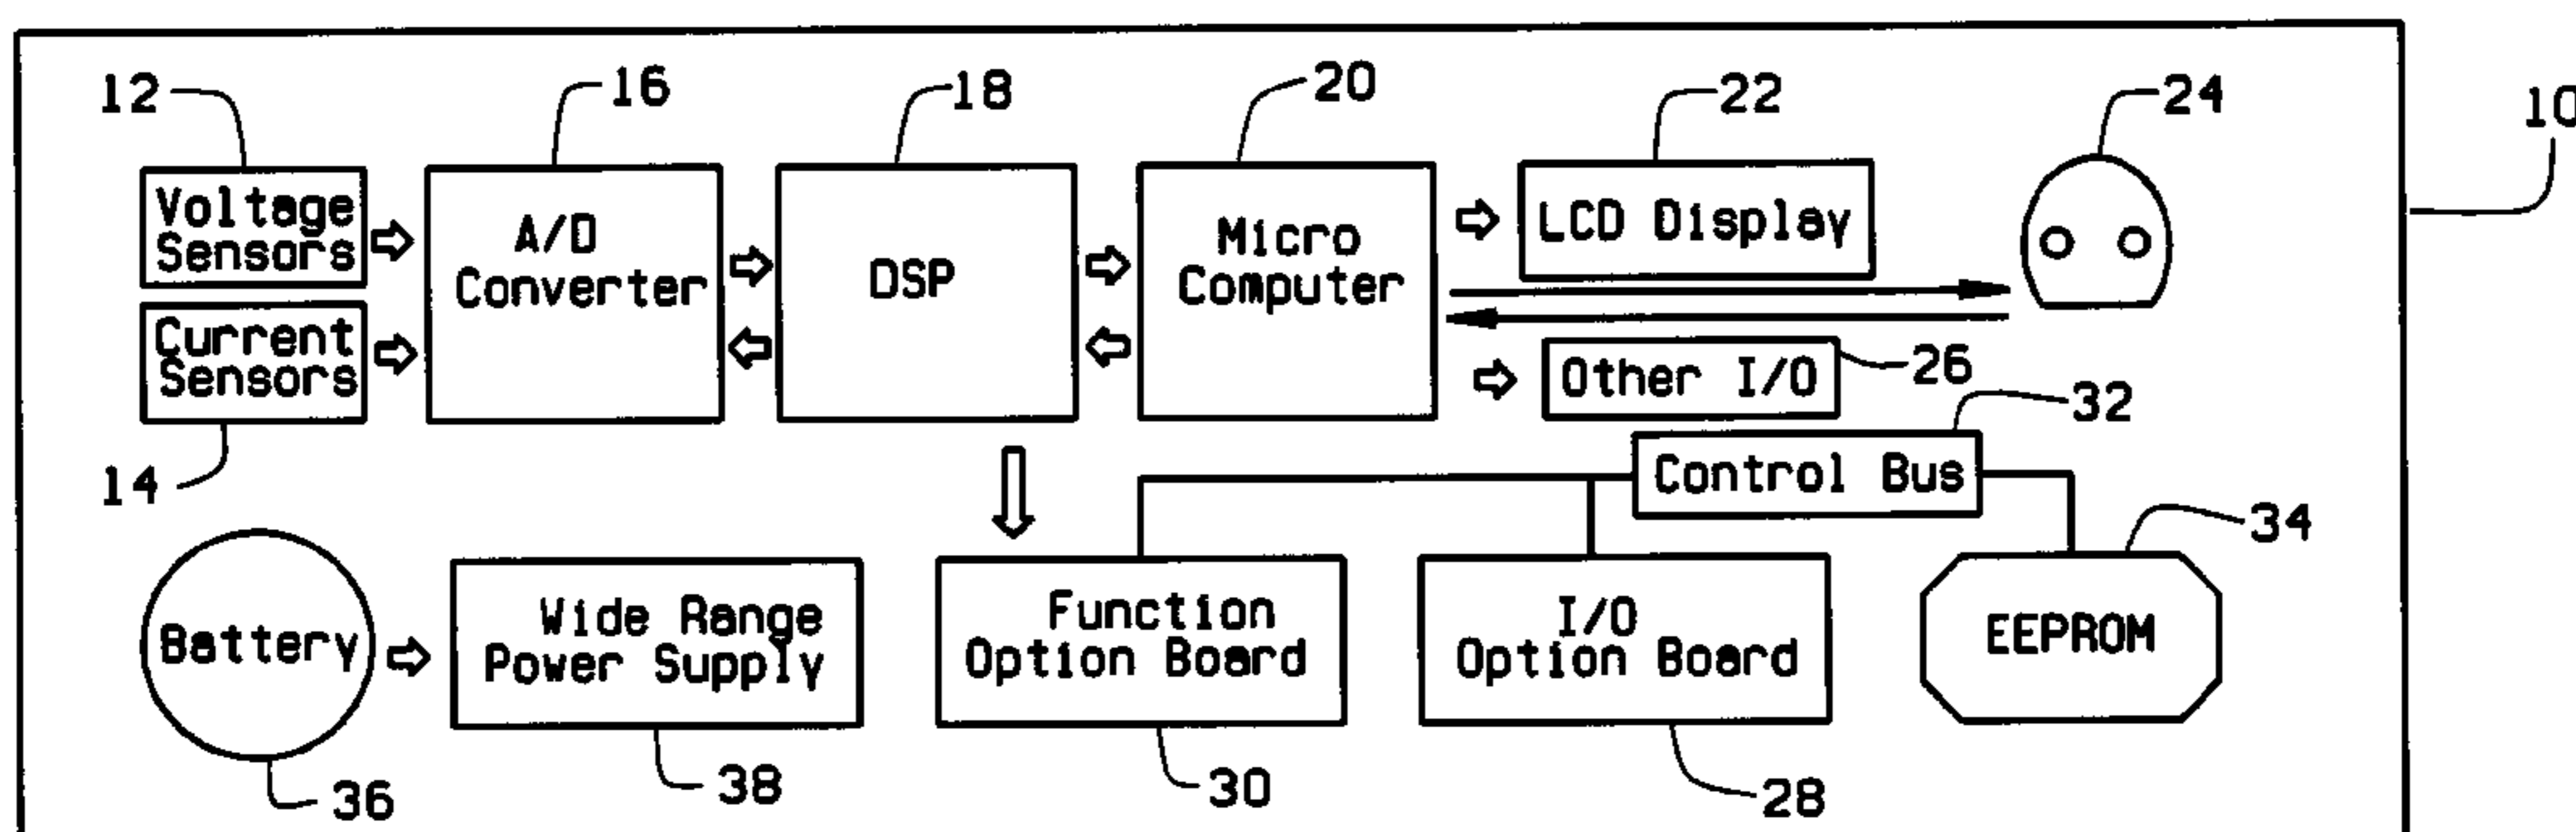 12
16
18
20
22
24
10
Voltage
Sensors
A/D
Converter
DSP
Micro
Computer
LCD Display
Current
Sensors
Other I/O
26
32
14
Control Bus
34
Battery
Wide Range
Power Supply
Function
Option Board
I/O
Option Board
EEPROM
36
38
30
28